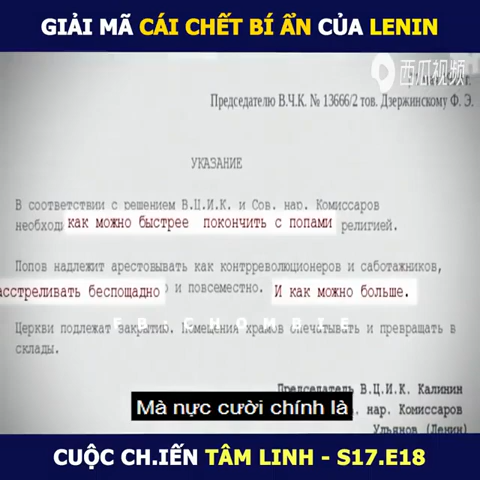 GIẢI MÃ CÁI CHẾT BÍ ẨN CỦA LENIN
西瓜视频
г.
Председателю В.Ч.К. № 13666/2 тов. Дзержинскому Ф. Э.
УКАЗАНИЕ
В соответствии с решением В.Ц.И.К. и Сов. нар. Комиссаров
необходи как можно быстрее покончить с попами религией.
Попов надлежит арестовывать как контрреволюционеров и саботажников,
асстреливать беспощадно и повсеместно. И как можно больше.
Церкви подлежат закрытию. Помещения храмов опечатывать и превращать в
склады.
Председатель В.Ц.И.К. Калинин
нар. Комиссаров
Mà nực cười chính là
Ульянов (Ленин)
CUỘC CH.IẾN TÂM LINH - S17.E18